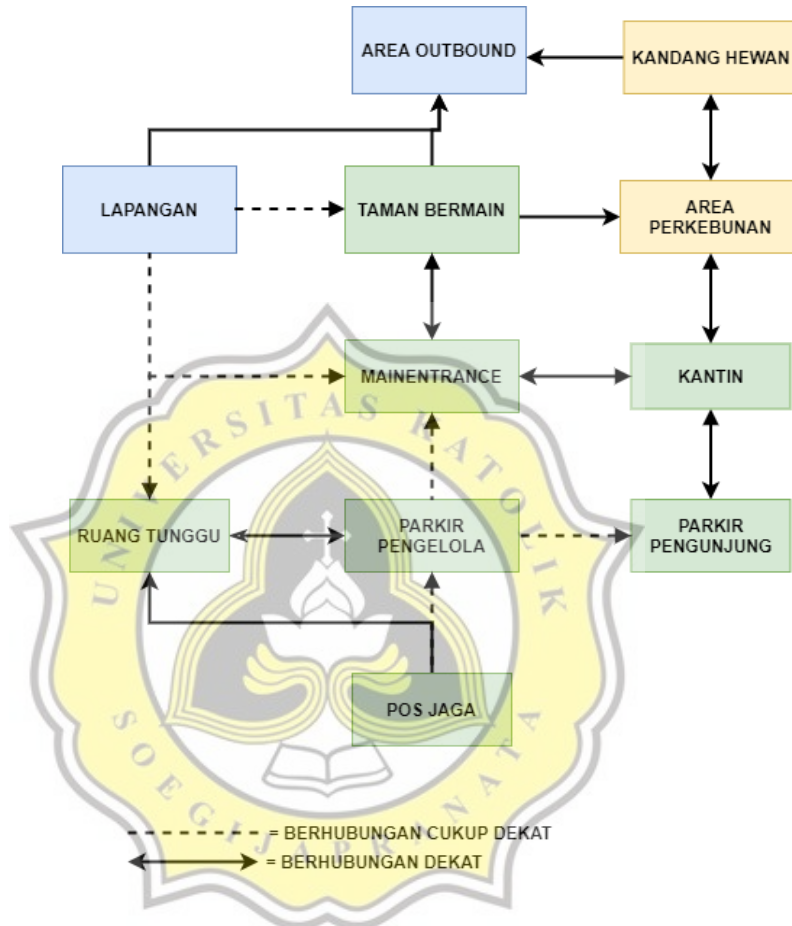 AREA OUTBOUND
KANDANG HEWAN
LAPANGAN
TAMAN BERMAIN
AREA
PERKEBUNAN
MAINENTRANCE
KANTIN
RUANG TUNGGU
PARKIR
PENGELOLA
PARKIR
PENGUNJUNG
POS JAGA
= BERHUBUNGAN CUKUP DEKAT
= BERHUBUNGAN DEKAT
UNIVERSITAS KATOLIK
SOEGIJAPRANATA